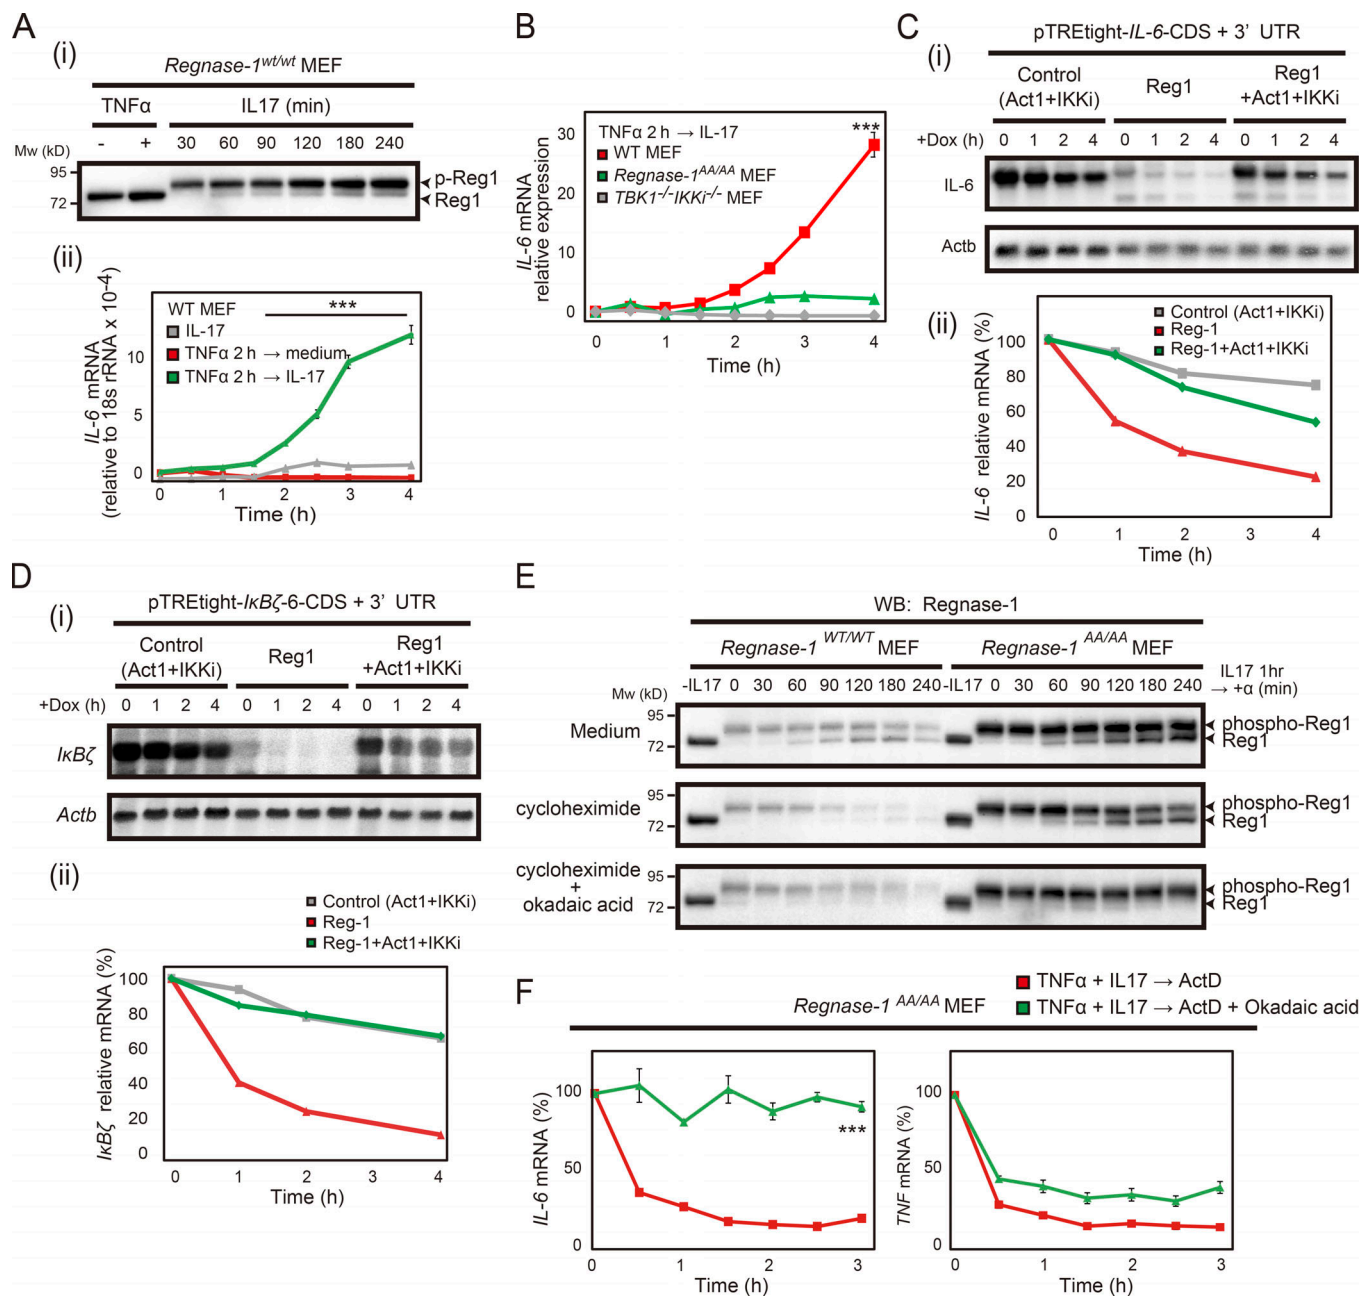 A
(i)
Regnase-1wt/wt MEF
TNFα IL17 (min)
- + 30 60 90 120 180 240
Mw (kD)
95
72
p-Reg1
Reg1
(ii)
WT MEF
IL-17
TNFα 2 h → medium
TNFα 2 h → IL-17
***
IL-6 mRNA
(relative to 18s rRNA x 10-4)
10
5
0
0 1 2 3 4
Time (h)
B
TNFα 2 h → IL-17
WT MEF
Regnase-1AA/AA MEF
TBK1-/-IKKi-/- MEF
***
IL-6 mRNA
relative expression
30
20
10
0
0 1 2 3 4
Time (h)
C
(i)
pTREtight-IL-6-CDS + 3' UTR
Control
(Act1+IKKi)
Reg1
Reg1
+Act1+IKKi
+Dox (h) 0 1 2 4 0 1 2 4 0 1 2 4
IL-6
Actb
(ii)
Control (Act1+IKKi)
Reg-1
Reg-1+Act1+IKKi
IL-6 relative mRNA (%)
100
80
60
40
20
0
0 1 2 3 4
Time (h)
D
(i)
pTREtight-IκBζ-6-CDS + 3' UTR
Control
(Act1+IKKi)
Reg1
Reg1
+Act1+IKKi
+Dox (h) 0 1 2 4 0 1 2 4 0 1 2 4
IκBζ
Actb
(ii)
Control (Act1+IKKi)
Reg-1
Reg-1+Act1+IKKi
IκBζ relative mRNA (%)
100
80
60
40
20
0
0 1 2 3 4
Time (h)
E
WB: Regnase-1
Regnase-1 WT/WT MEF
Regnase-1 AA/AA MEF
Mw (kD) -IL17 0 30 60 90 120 180 240 -IL17 0 30 60 90 120 180 240
IL17 1hr
→ +α (min)
Medium
95
72
phospho-Reg1
Reg1
cycloheximide
95
72
phospho-Reg1
Reg1
cycloheximide
+
okadaic acid
95
72
phospho-Reg1
Reg1
F
Regnase-1 AA/AA MEF
TNFα + IL17 → ActD
TNFα + IL17 → ActD + Okadaic acid
IL-6 mRNA (%)
100
50
0
***
0 1 2 3
Time (h)
TNF mRNA (%)
100
50
0
0 1 2 3
Time (h)